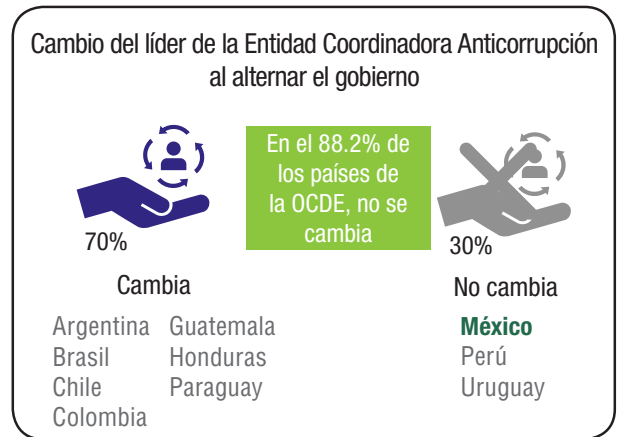 Cambio del líder de la Entidad Coordinadora Anticorrupción
al alternar el gobierno
En el 88.2% de
los países de
la OCDE, no se
cambia
70%
Cambia
Argentina
Brasil
Chile
Colombia
Guatemala
Honduras
Paraguay
30%
No cambia
México
Perú
Uruguay